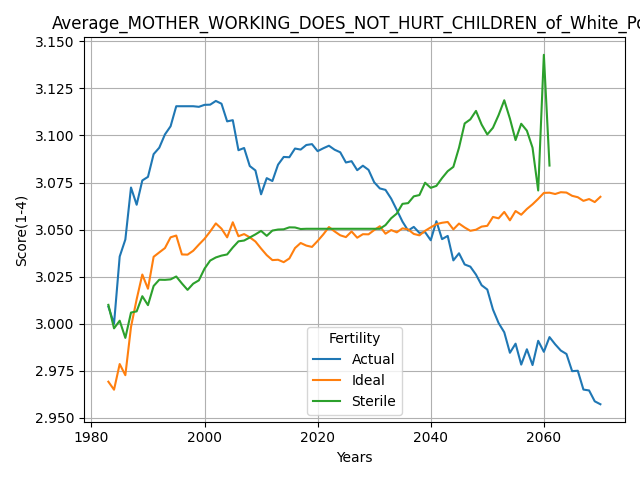 Average_MOTHER_WORKING_DOES_NOT_HURT_CHILDREN_of_White_Po
3.150
3.125
3.100
3.075
3.050
3.025
3.000
2.975
2.950
Score(1-4)
Fertility
Actual
Ideal
Sterile
1980
2000
2020
2040
2060
Years